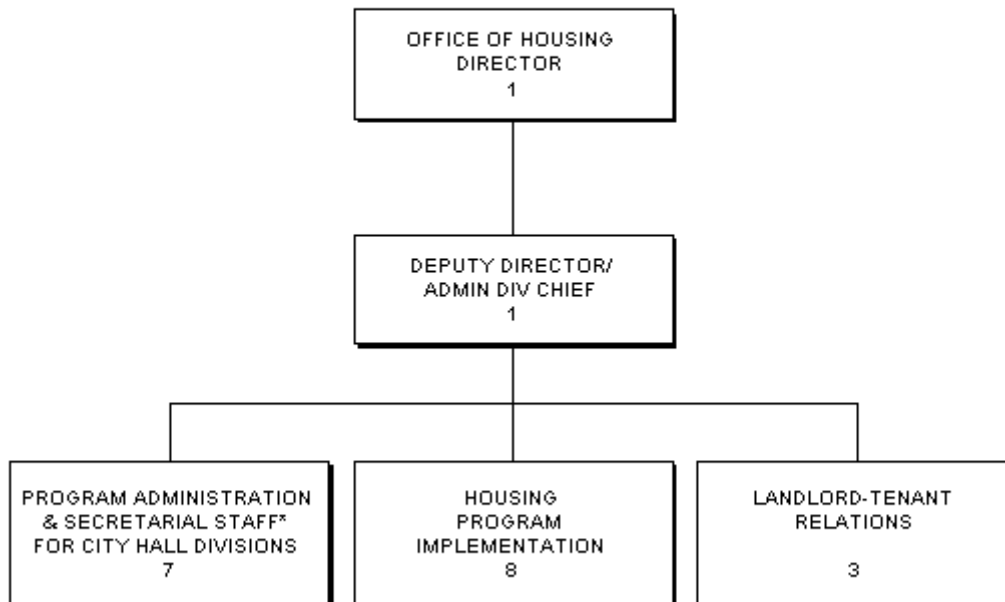 OFFICE OF HOUSING
DIRECTOR
1
DEPUTY DIRECTOR/
ADMIN DIV CHIEF
1
PROGRAM ADMINISTRATION
& SECRETARIAL STAFF*
FOR CITY HALL DIVISIONS
7
HOUSING
PROGRAM
IMPLEMENTATION
8
LANDLORD-TENANT
RELATIONS
3